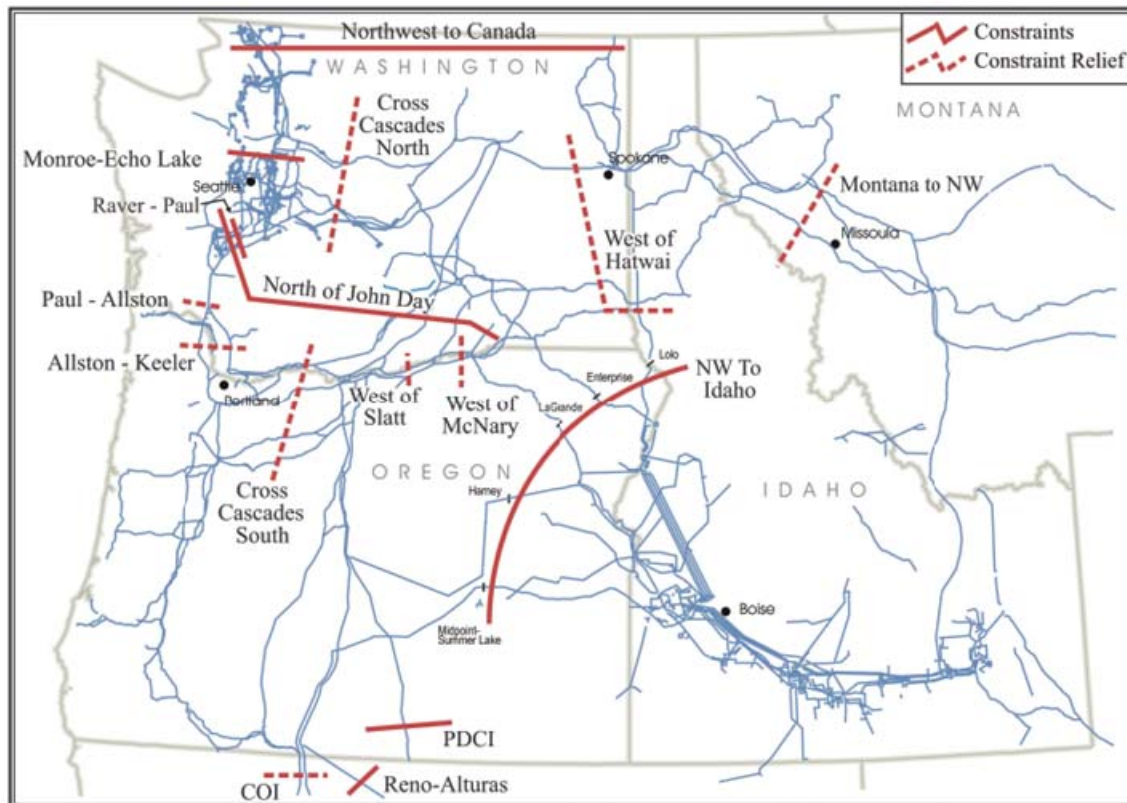 Northwest to Canada
Constraints
Constraint Relief
WASHINGTON
MONTANA
Cross
Cascades
North
Monroe-Echo Lake
Seattle
Raver - Paul
Spokane
Montana to NW
Missoula
West of
Hatwai
North of John Day
Paul - Allston
Allston - Keeler
Portland
West of
Slatt
West of
McNary
Lolo
Enterprise
LaGrande
NW To
Idaho
OREGON
IDAHO
Harney
Cross
Cascades
South
Boise
Midpoint-
Summer Lake
PDCI
COI
Reno-Alturas